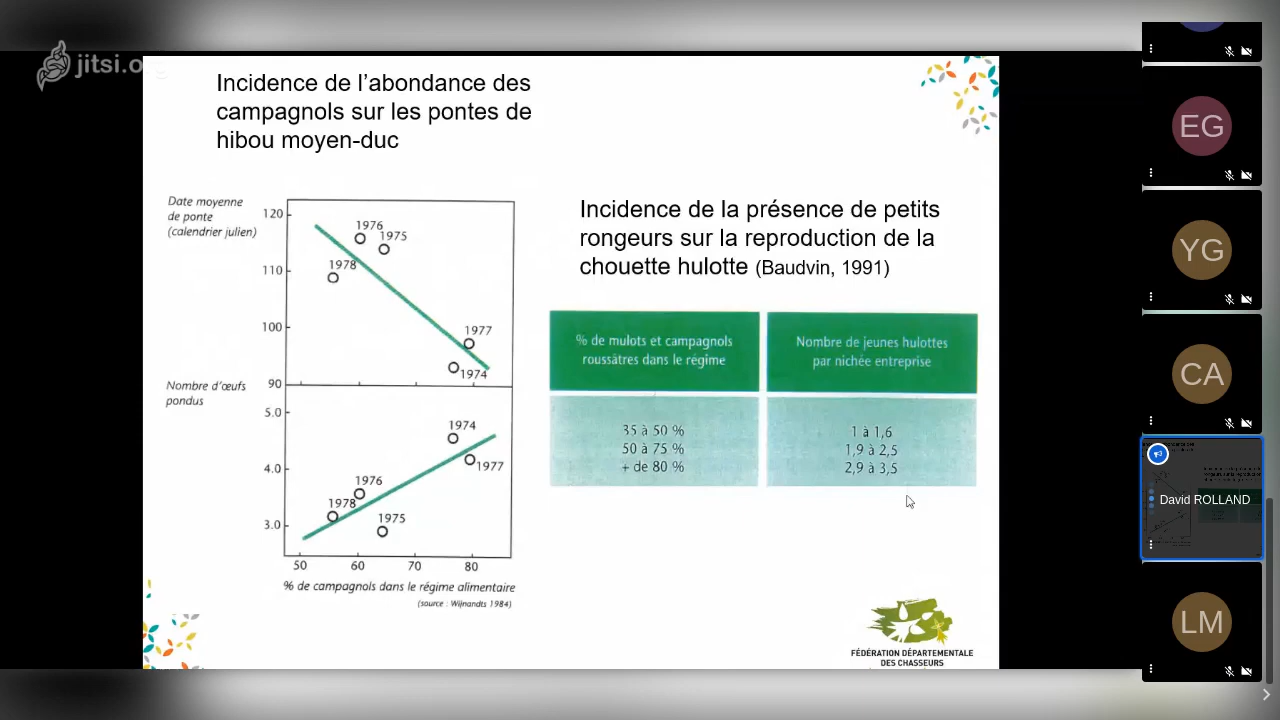 jitsi.org
Incidence de l'abondance des
campagnols sur les pontes de
hibou moyen-duc
Date moyenne
de ponte
(calendrier julien)
120
110
100
90
1976
1975
1978
1977
1974
Nombre d'œufs
pondus
5.0
4.0
3.0
1974
1977
1976
1978
1975
50 60 70 80
% de campagnols dans le régime alimentaire
(source : Wijnandts 1984)
Incidence de la présence de petits
rongeurs sur la reproduction de la
chouette hulotte (Baudvin, 1991)
% de mulots et campagnols
roussâtres dans le régime
Nombre de jeunes hulottes
par nichée entreprise
35 à 50 % 1 à 1,6
50 à 75 % 1,9 à 2,5
+ de 80 % 2,9 à 3,5
FÉDÉRATION DÉPARTEMENTALE
DES CHASSEURS
EG
YG
CA
David ROLLAND
LM